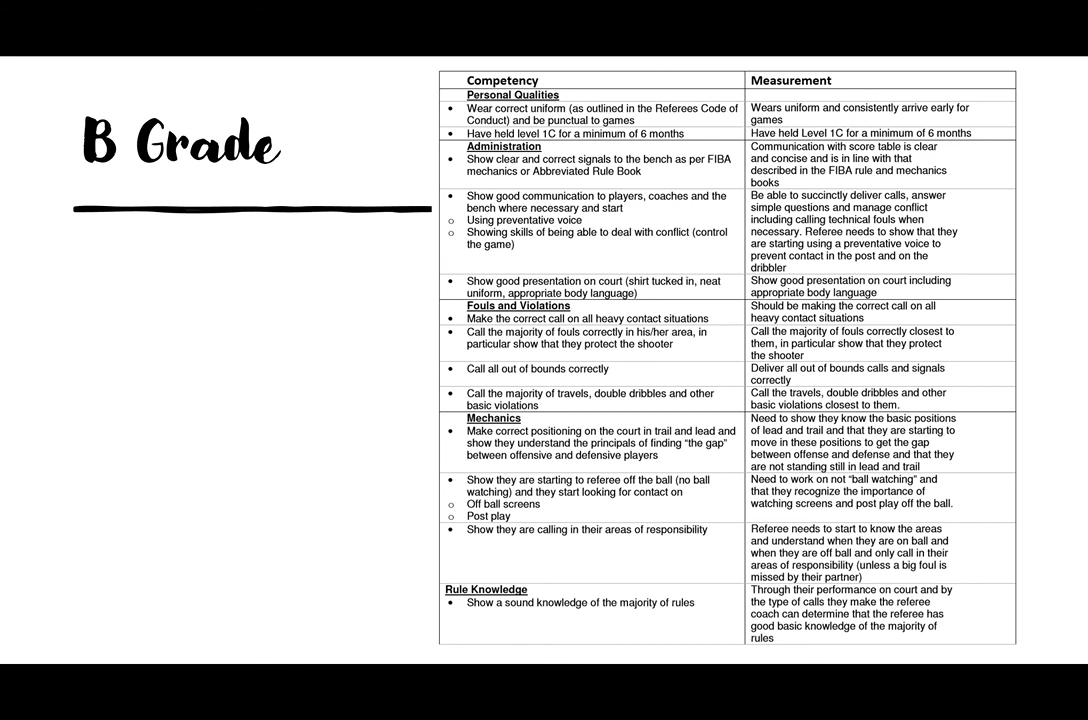 B Grade
Competency
Measurement
Personal Qualities
• Wear correct uniform (as outlined in the Referees Code of
Conduct) and be punctual to games
Wears uniform and consistently arrive early for
games
• Have held level 1C for a minimum of 6 months
Have held Level 1C for a minimum of 6 months
Administration
• Show clear and correct signals to the bench as per FIBA
mechanics or Abbreviated Rule Book
Communication with score table is clear
and concise and is in line with that
described in the FIBA rule and mechanics
books
• Show good communication to players, coaches and the
bench where necessary and start
o Using preventative voice
o Showing skills of being able to deal with conflict (control
the game)
Be able to succinctly deliver calls, answer
simple questions and manage conflict
including calling technical fouls when
necessary. Referee needs to show that they
are starting using a preventative voice to
prevent contact in the post and on the
dribbler
• Show good presentation on court (shirt tucked in, neat
uniform, appropriate body language)
Show good presentation on court including
appropriate body language
Fouls and Violations
• Make the correct call on all heavy contact situations
Should be making the correct call on all
heavy contact situations
• Call the majority of fouls correctly in his/her area, in
particular show that they protect the shooter
Call the majority of fouls correctly closest to
them, in particular show that they protect
the shooter
• Call all out of bounds correctly
Deliver all out of bounds calls and signals
correctly
• Call the majority of travels, double dribbles and other
basic violations
Call the travels, double dribbles and other
basic violations closest to them.
Mechanics
• Make correct positioning on the court in trail and lead and
show they understand the principals of finding “the gap”
between offensive and defensive players
Need to show they know the basic positions
of lead and trail and that they are starting to
move in these positions to get the gap
between offense and defense and that they
are not standing still in lead and trail
• Show they are starting to referee off the ball (no ball
watching) and they start looking for contact on
o Off ball screens
o Post play
Need to work on not “ball watching” and
that they recognize the importance of
watching screens and post play off the ball.
• Show they are calling in their areas of responsibility
Referee needs to start to know the areas
and understand when they are on ball and
when they are off ball and only call in their
areas of responsibility (unless a big foul is
missed by their partner)
Rule Knowledge
• Show a sound knowledge of the majority of rules
Through their performance on court and by
the type of calls they make the referee
coach can determine that the referee has
good basic knowledge of the majority of
rules